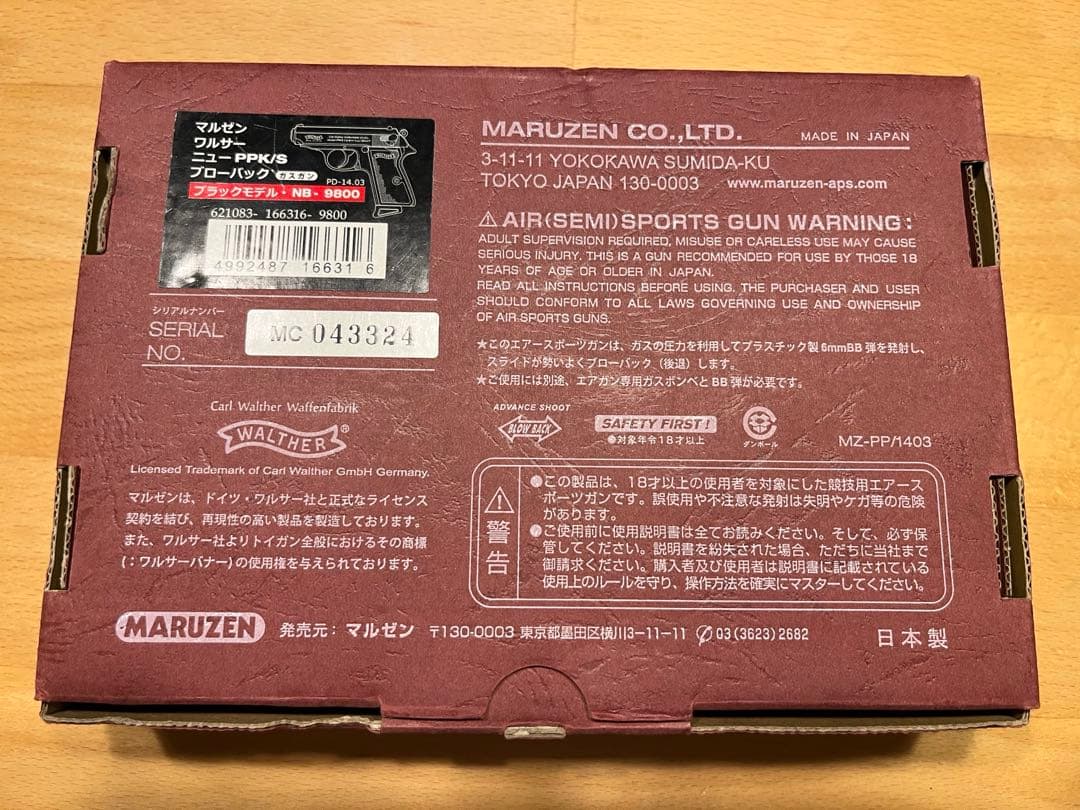 マルゼン
ワルサー
ニュー PPK/S
ブローバック ガスガン
PD-14.03
ブラックモデル・NB-9800
621083- 166316- 9800
4992487 16631 6
シリアルナンバー
SERIAL NO.
MC 043324
Carl Walther Waffenfabrik
WALTHER®
Licensed Trademark of Carl Walther GmbH Germany.
マルゼンは、ドイツ・ワルサー社と正式なライセンス
契約を結び、再現性の高い製品を製造しております。
また、ワルサー社よりトイガン全般におけるその商標
(：ワルサーバナー) の使用権を与えられております。
MARUZEN CO.,LTD. MADE IN JAPAN
3-11-11 YOKOKAWA SUMIDA-KU
TOKYO JAPAN 130-0003 www.maruzen-aps.com
⚠AIR(SEMI)SPORTS GUN WARNING:
ADULT SUPERVISION REQUIRED, MISUSE OR CARELESS USE MAY CAUSE
SERIOUS INJURY. THIS IS A GUN RECOMMENDED FOR USE BY THOSE 18
YEARS OF AGE OR OLDER IN JAPAN.
READ ALL INSTRUCTIONS BEFORE USING. THE PURCHASER AND USER
SHOULD CONFORM TO ALL LAWS GOVERNING USE AND OWNERSHIP
OF AIR SPORTS GUNS.
★このエアースポーツガンは、ガスの圧力を利用してプラスチック製6mmBB弾を発射し、
スライドが勢いよくブローバック（後退）します。
★ご使用には別途、エアガン専用ガスボンベとBB弾が必要です。
ADVANCE SHOOT
BLOW BACK
SAFETY FIRST!
●対象年令18才以上
ダンボール
MZ-PP/1403
⚠警告
●この製品は、18才以上の使用者を対象にした競技用エアース
ポーツガンです。誤使用や不注意な発射は失明やケガ等の危険
があります。
●ご使用前に使用説明書は全てお読みください。そして、必ず保
管してください。説明書を紛失された場合、ただちに当社まで
御請求ください。購入者及び使用者は説明書に記載されている
使用上のルールを守り、操作方法を確実にマスターしてください。
MARUZEN 発売元：マルゼン 〒130-0003 東京都墨田区横川3-11-11 ✆03(3623)2682 日本製